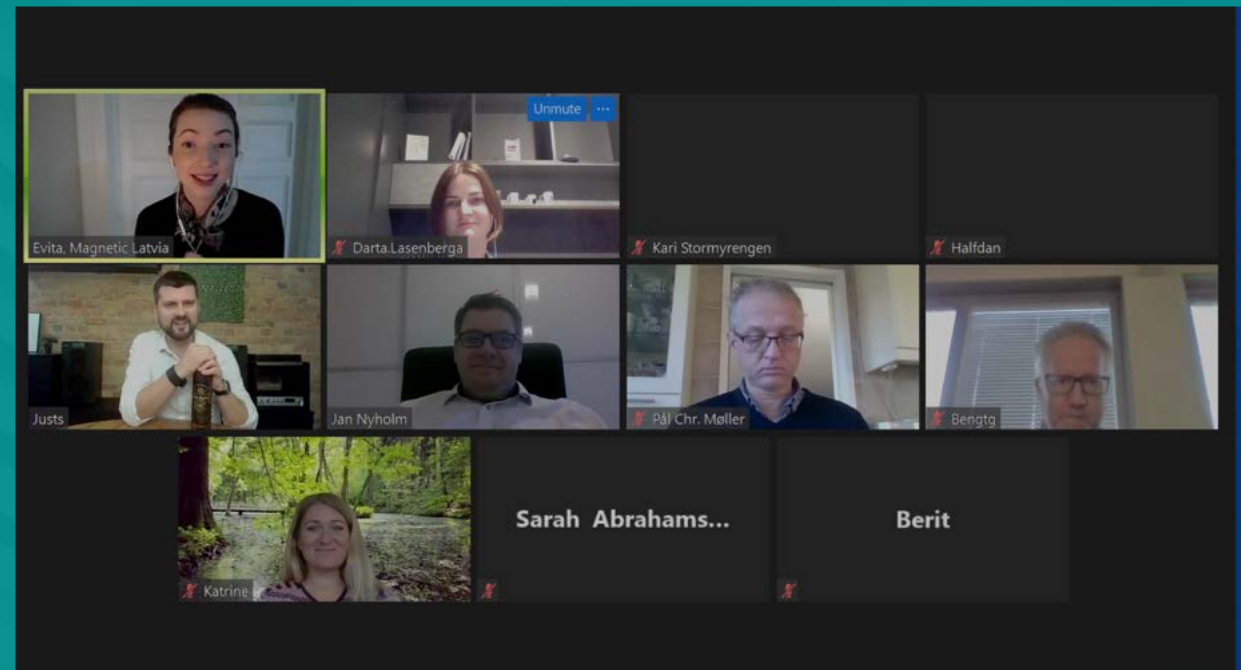 Unmute ...
Evita, Magnetic Latvia
Darta.Lasenberga
Kari Stormyrengen
Halfdan
Justs
Jan Nyholm
Pål Chr. Møller
Bengtg
Katrine
Sarah Abrahams...
Berit